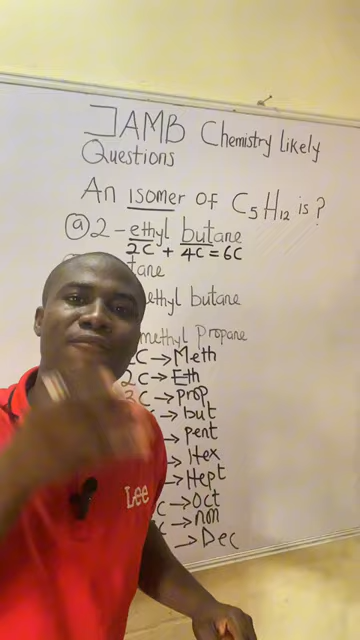 JAMB Chemistry Likely
Questions
An isomer of C5H12 is?
(a) 2-ethyl butane
2C + 4C = 6C
tane
ethyl butane
methyl propane
C → Meth
2C → Eth
3C → prop
C → but
→ pent
→ Hex
→ Hept
C → Oct
C → non
→ Dec
Lee